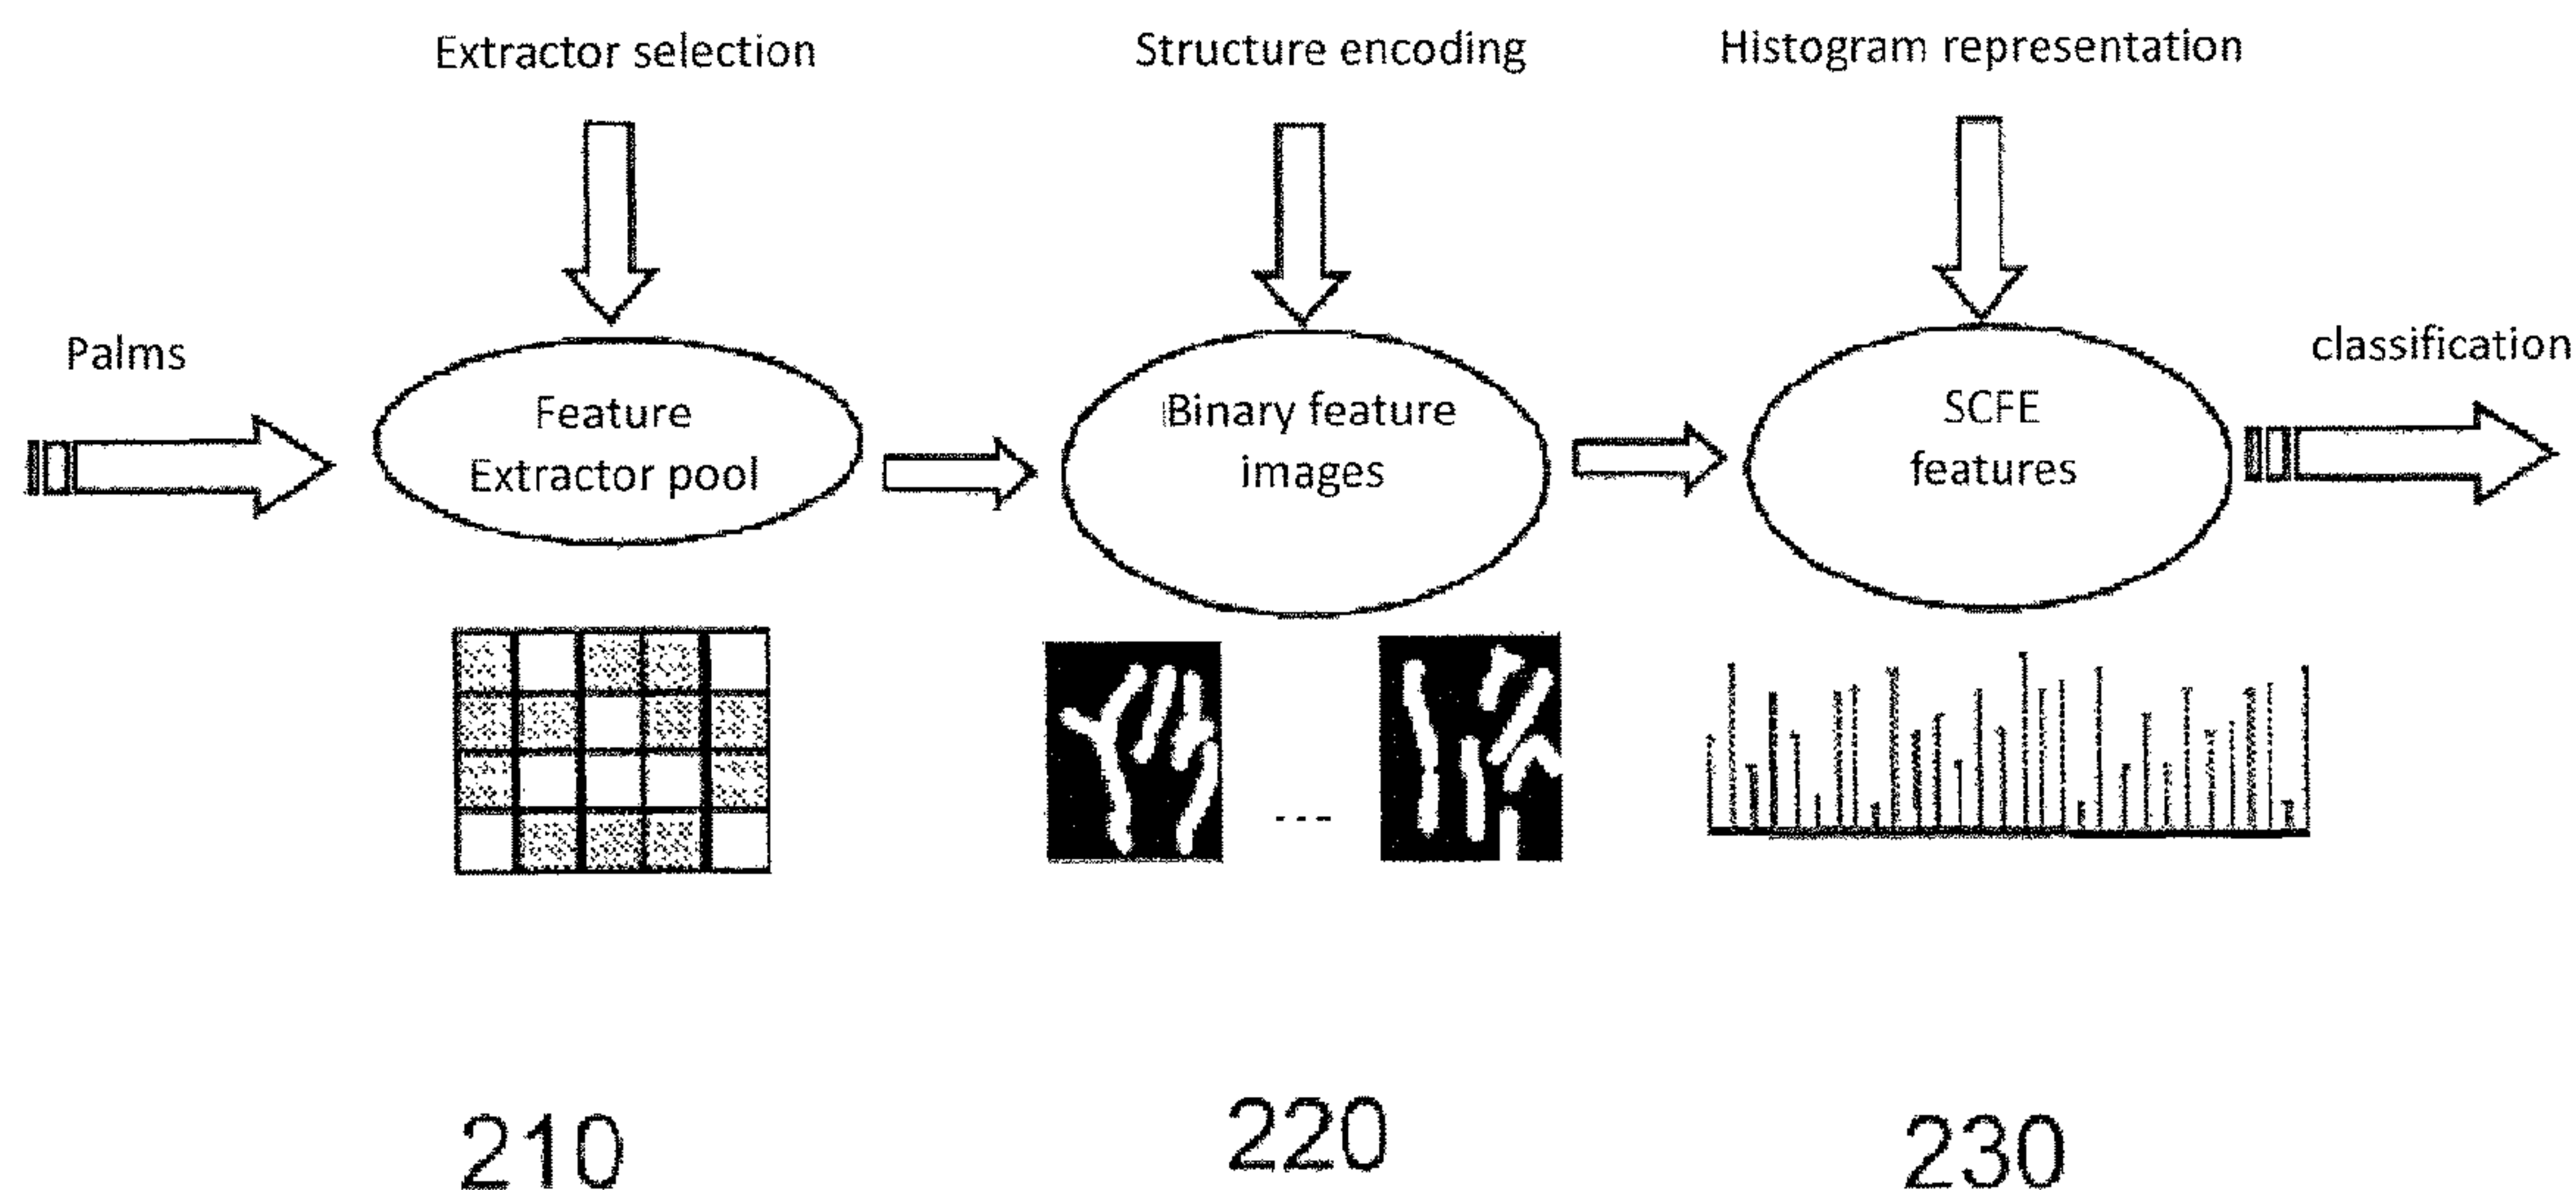 Extractor selection
Structure encoding
Histogram representation
Palms
Feature
Extractor pool
Binary feature
images
SCFE
features
classification
...
210
220
230